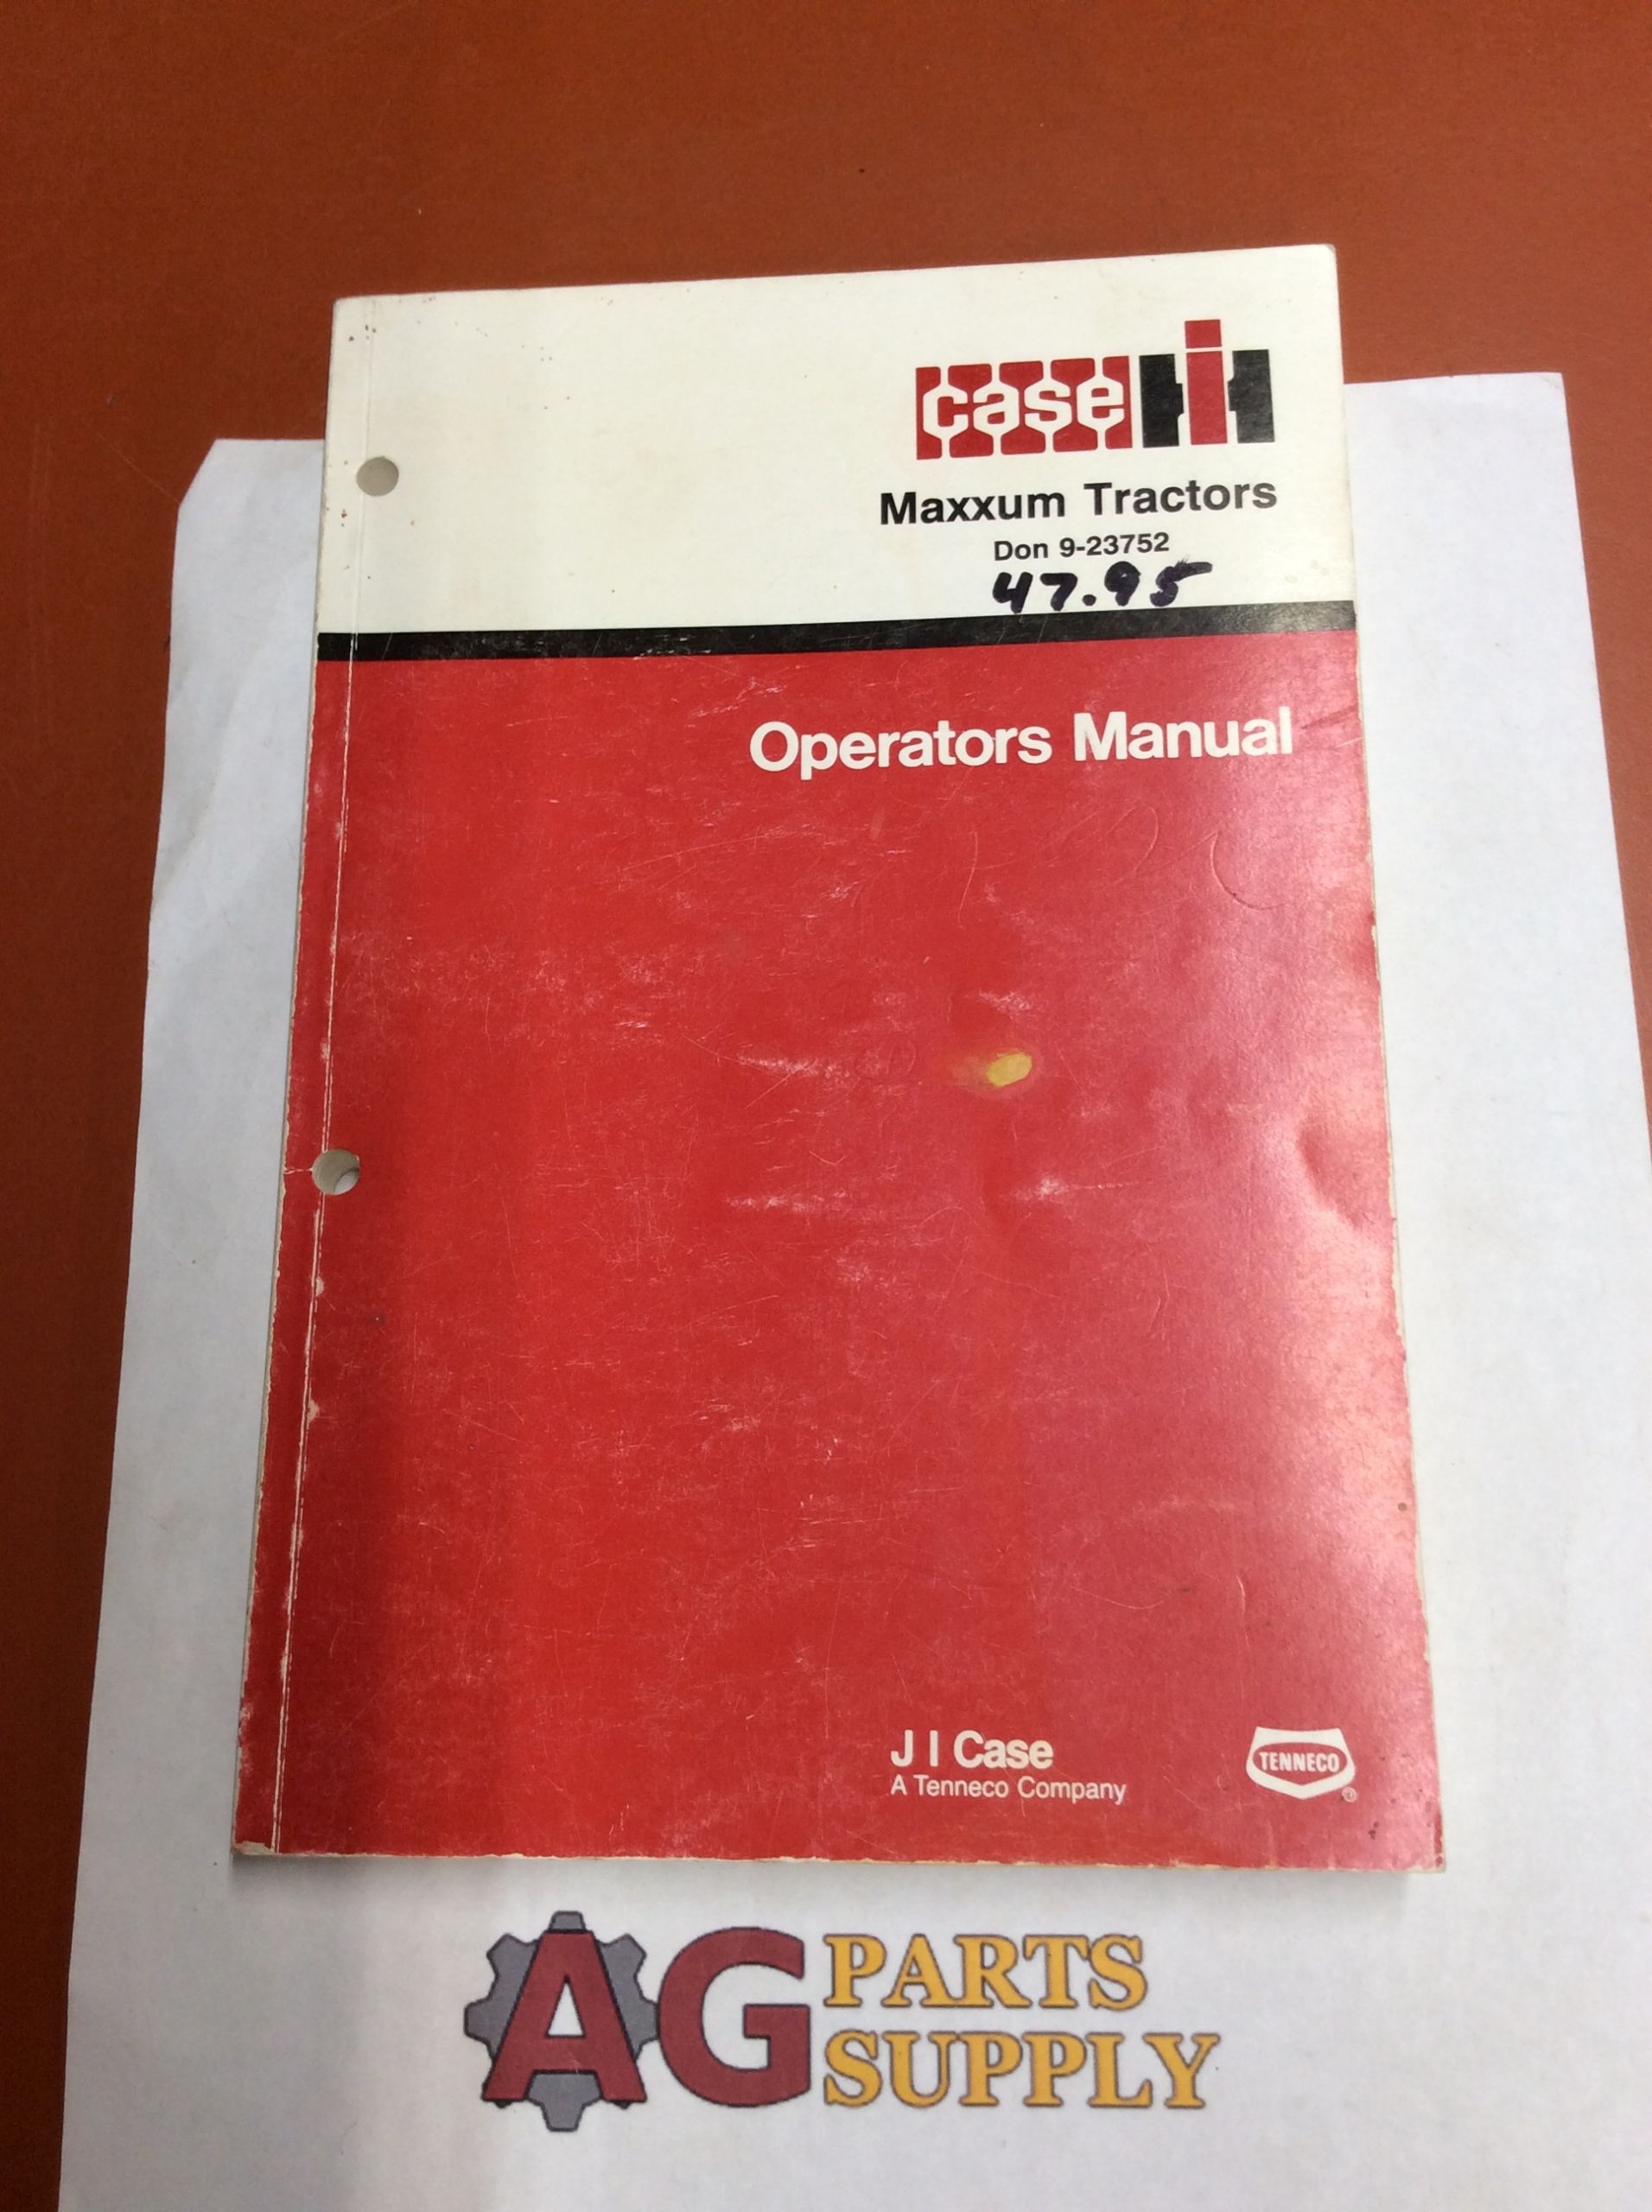 case IH
Maxxum Tractors
Don 9-23752
47.95
Operators Manual
J I Case
A Tenneco Company
TENNECO
®
AG PARTS
SUPPLY